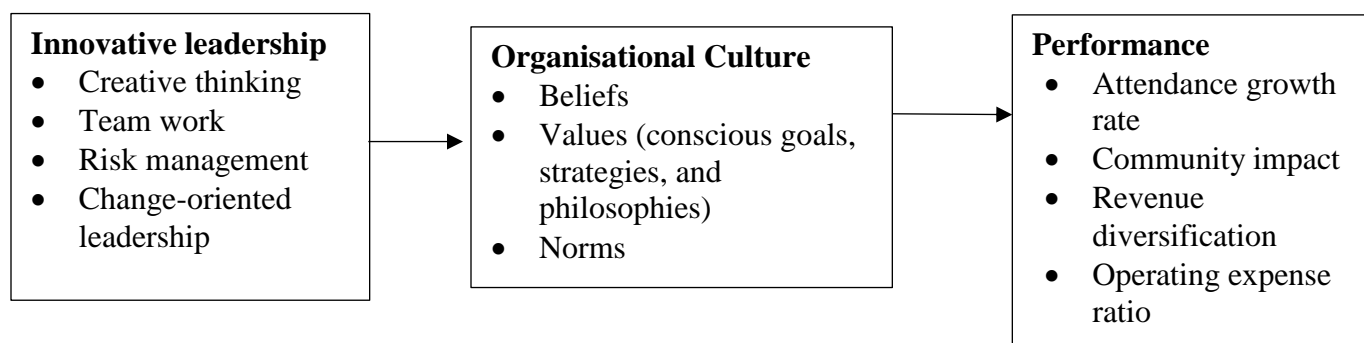 Innovative leadership
• Creative thinking
• Team work
• Risk management
• Change-oriented
leadership
Organisational Culture
• Beliefs
• Values (conscious goals,
strategies, and
philosophies)
• Norms
Performance
• Attendance growth
rate
• Community impact
• Revenue
diversification
• Operating expense
ratio